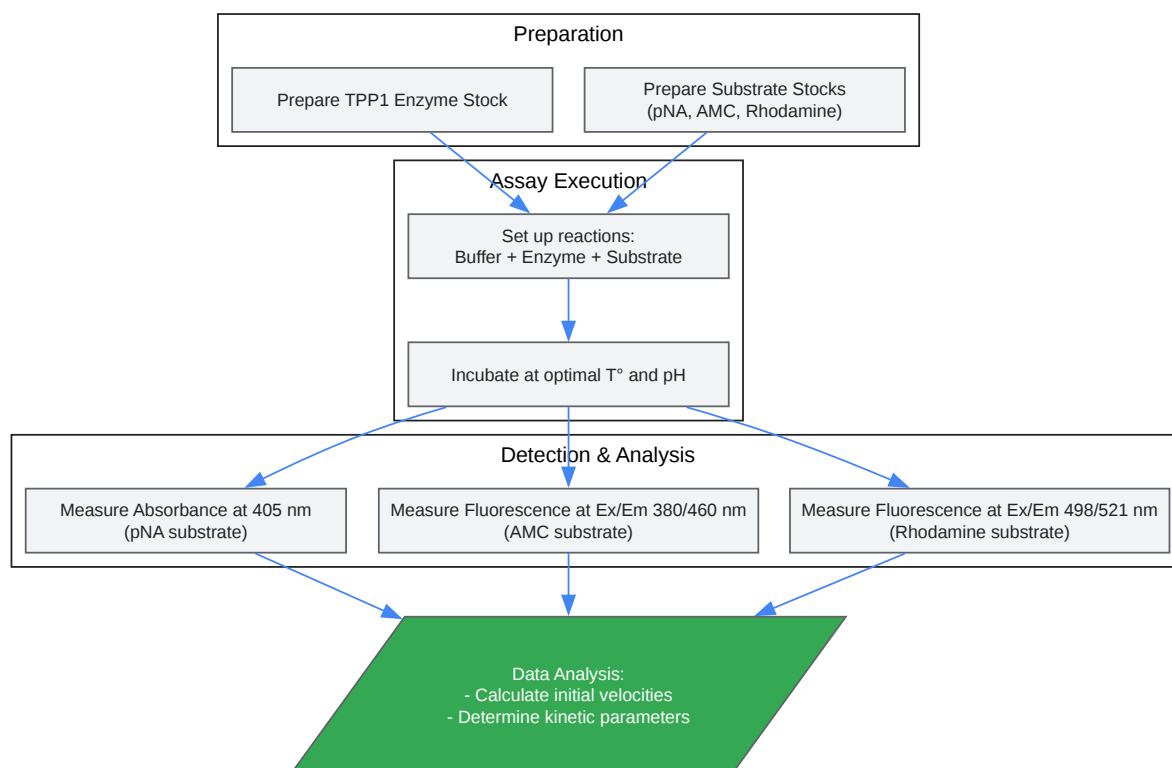 Preparation
Prepare TPP1 Enzyme Stock
Prepare Substrate Stocks
(pNA, AMC, Rhodamine)
Assay Execution
Set up reactions:
Buffer + Enzyme + Substrate
Incubate at optimal T° and pH
Detection & Analysis
Measure Absorbance at 405 nm
(pNA substrate)
Measure Fluorescence at Ex/Em 380/460 nm
(AMC substrate)
Measure Fluorescence at Ex/Em 498/521 nm
(Rhodamine substrate)
Data Analysis:
- Calculate initial velocities
- Determine kinetic parameters